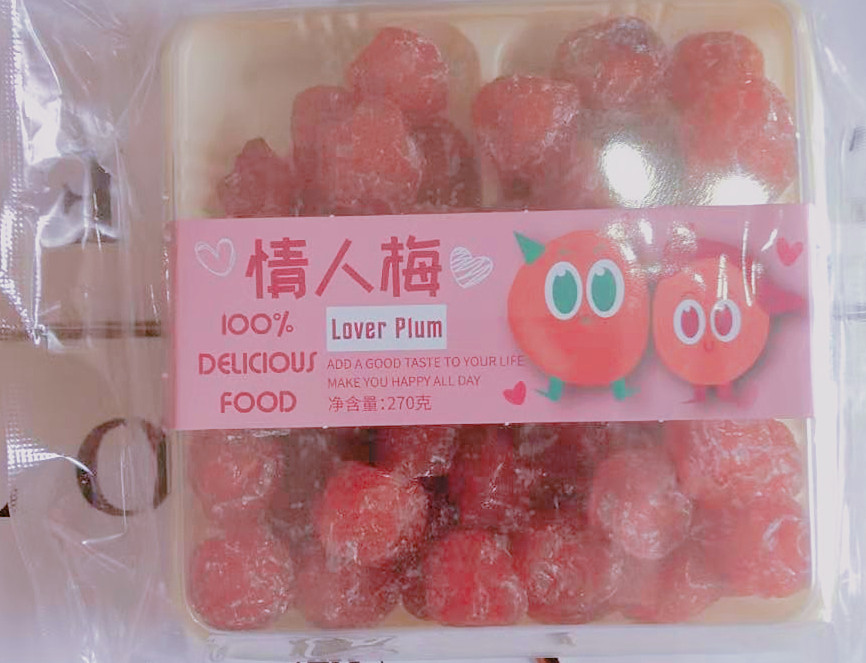 情人梅
100%
DELICIOUS
FOOD
Lover Plum
ADD A GOOD TASTE TO YOUR LIFE
MAKE YOU HAPPY ALL DAY
净含量:270克